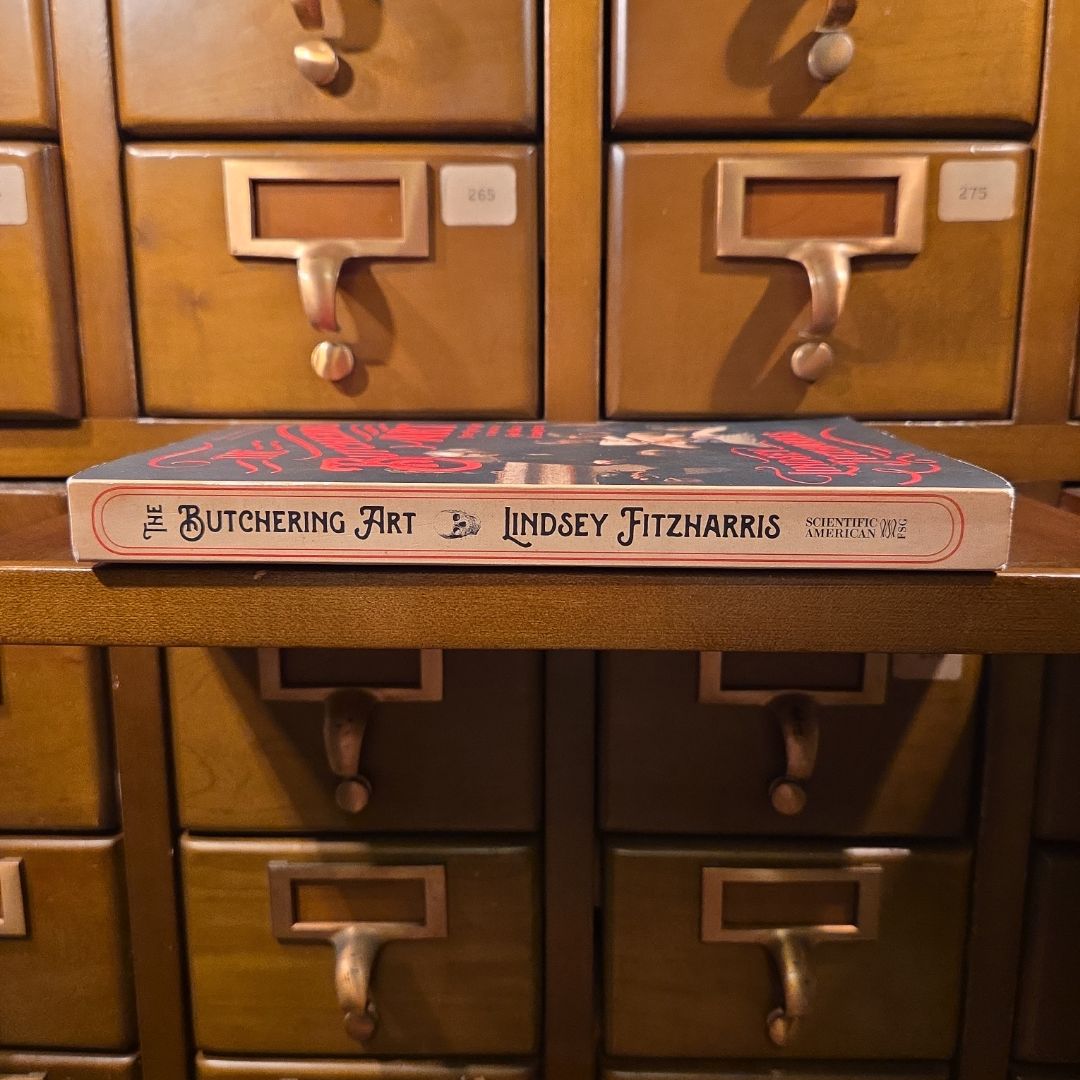 265
275
THE BUTCHERING ART LINDSEY FITZHARRIS SCIENTIFIC
AMERICAN
FSG